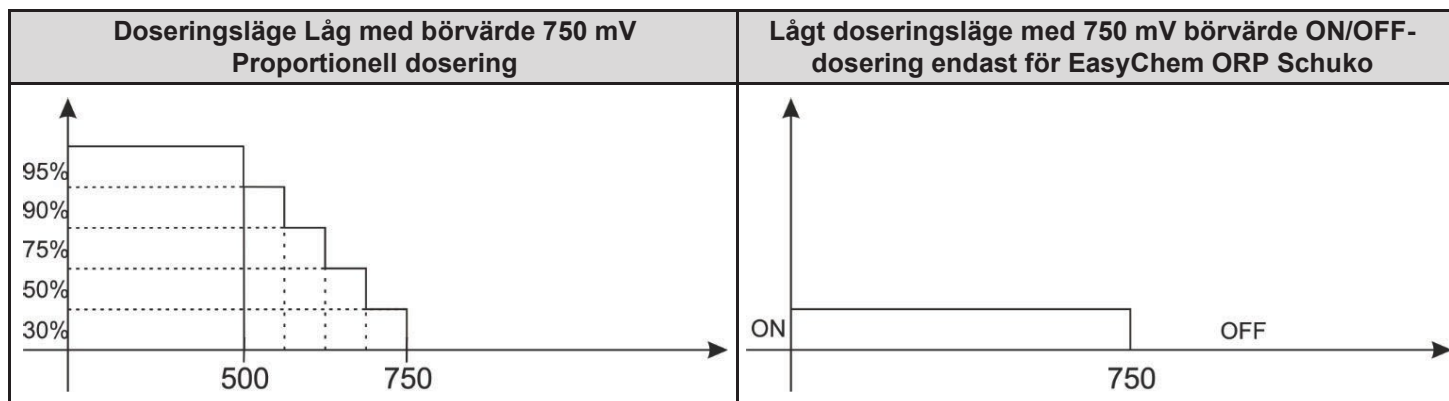 Doseringsläge Låg med börvärde 750 mV
Proportionell dosering
Lågt doseringsläge med 750 mV börvärde ON/OFF-
dosering endast för EasyChem ORP Schuko
95%
90%
75%
50%
30%
500 750
ON OFF
750